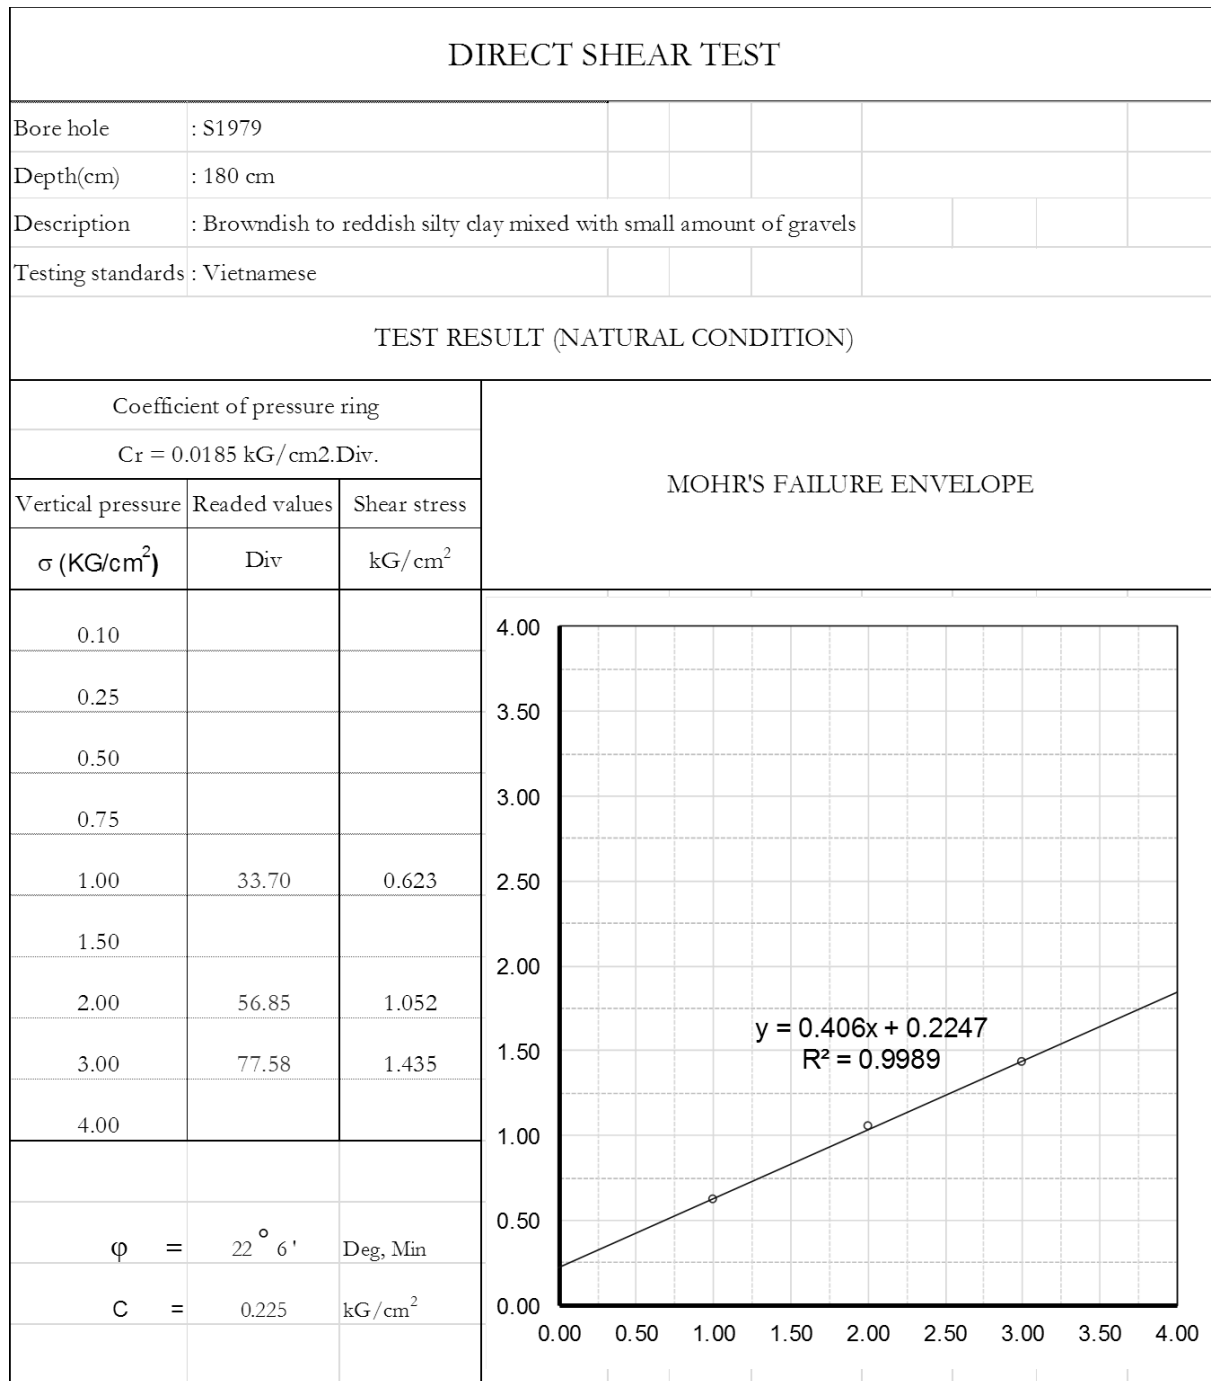 DIRECT SHEAR TEST
Bore hole : S1979
Depth(cm) : 180 cm
Description : Browndish to reddish silty clay mixed with small amount of gravels
Testing standards : Vietnamese
TEST RESULT (NATURAL CONDITION)
Coefficient of pressure ring
Cr = 0.0185 kG/cm2.Div.
MOHR'S FAILURE ENVELOPE
Vertical pressure Readed values Shear stress
σ (KG/cm²) Div kG/cm²
0.10
0.25
0.50
0.75
1.00 33.70 0.623
1.50
2.00 56.85 1.052
3.00 77.58 1.435
4.00
φ = 22 ° 6 ' Deg, Min
C = 0.225 kG/cm²
4.00
3.50
3.00
2.50
2.00
1.50
1.00
0.50
0.00
y = 0.406x + 0.2247
R² = 0.9989
0.00 0.50 1.00 1.50 2.00 2.50 3.00 3.50 4.00